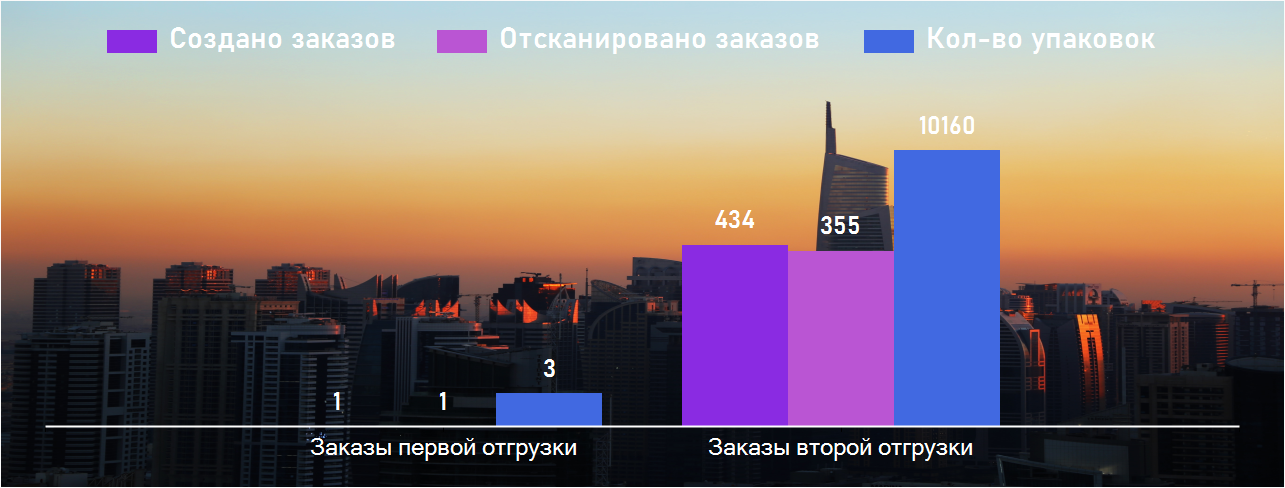 Создано заказов Отсканировано заказов Кол-во упаковок
10160
434 355
3
1 1
Заказы первой отгрузки Заказы второй отгрузки